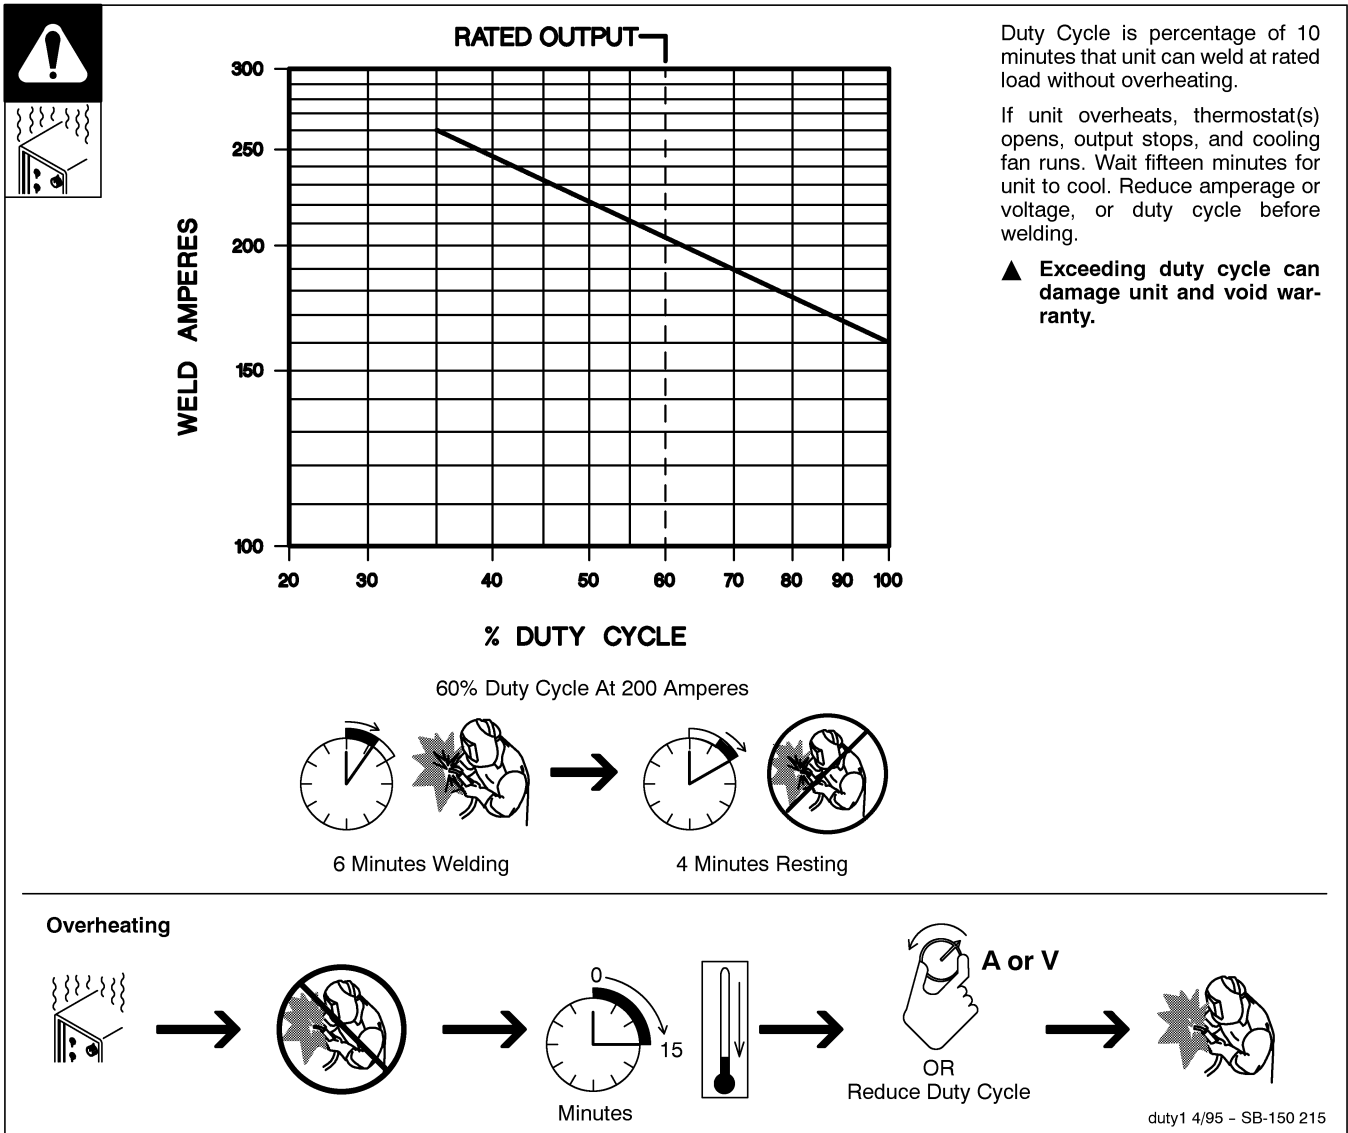 RATED OUTPUT
300
250
200
150
100
WELD AMPERES
20 30 40 50 60 70 80 90 100
% DUTY CYCLE
Duty Cycle is percentage of 10
minutes that unit can weld at rated
load without overheating.
If unit overheats, thermostat(s)
opens, output stops, and cooling
fan runs. Wait fifteen minutes for
unit to cool. Reduce amperage or
voltage, or duty cycle before
welding.
▲ Exceeding duty cycle can
damage unit and void war-
ranty.
60% Duty Cycle At 200 Amperes
6 Minutes Welding
4 Minutes Resting
Overheating
0
15
Minutes
A or V
OR
Reduce Duty Cycle
duty1 4/95 – SB-150 215